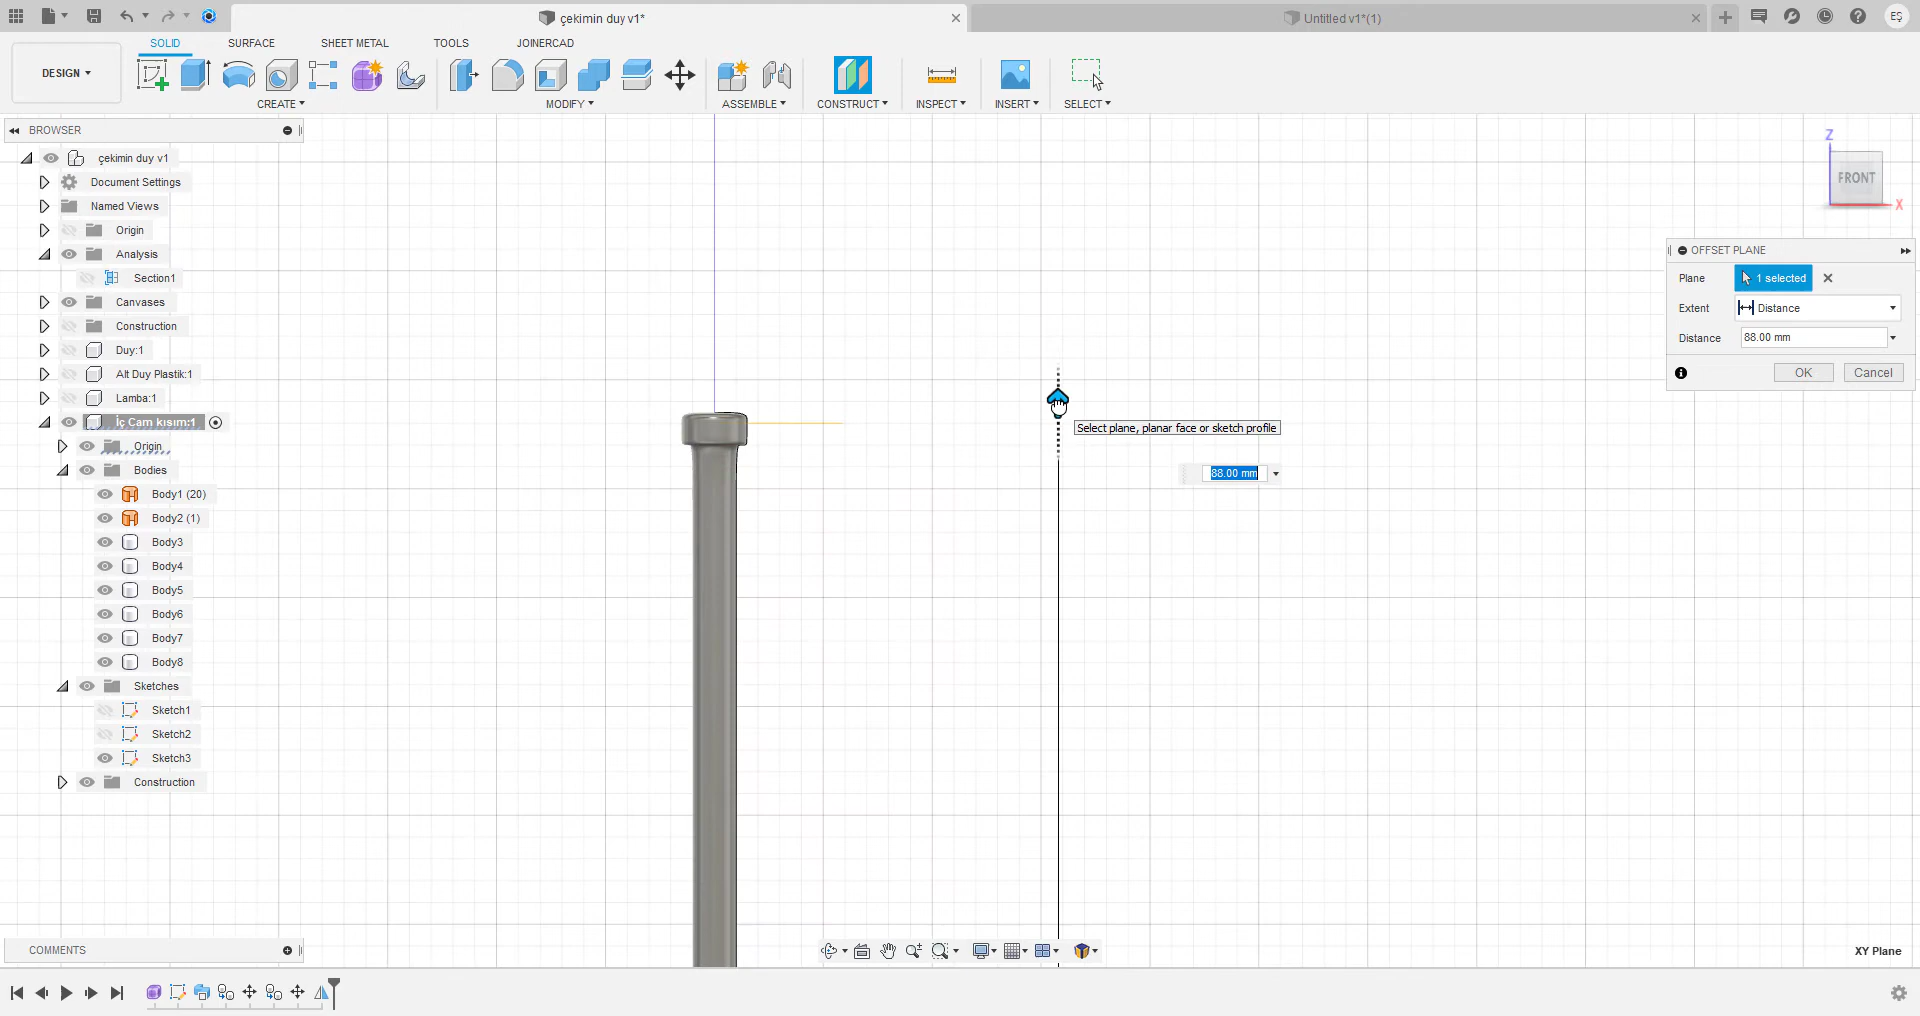 çekimin duy v1*
Untitled v1*(1)
EŞ
DESIGN
SOLID
SURFACE
SHEET METAL
TOOLS
JOINERCAD
CREATE
MODIFY
ASSEMBLE
CONSTRUCT
INSPECT
INSERT
SELECT
BROWSER
çekimin duy v1
Document Settings
Named Views
Origin
Analysis
Section1
Canvases
Construction
Duy:1
Alt Duy Plastik:1
Lamba:1
İç Cam kısım:1
Origin
Bodies
Body1 (20)
Body2 (1)
Body3
Body4
Body5
Body6
Body7
Body8
Sketches
Sketch1
Sketch2
Sketch3
Construction
Z
FRONT
X
OFFSET PLANE
Plane
1 selected
Extent
Distance
Distance
88.00 mm
OK
Cancel
Select plane, planar face or sketch profile
88.00 mm
COMMENTS
XY Plane